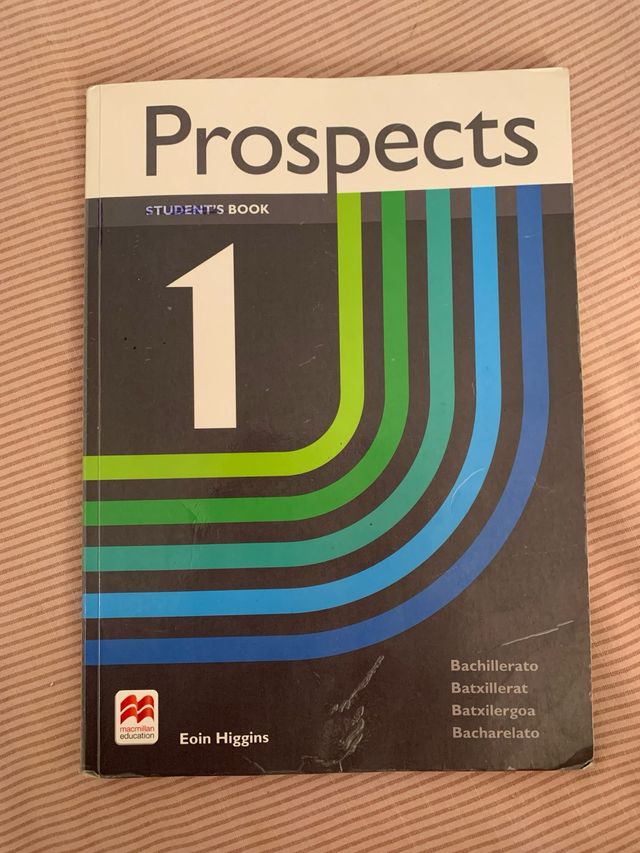 Prospects
STUDENT'S BOOK
1
Bachillerato
Batxillerat
Batxilergoa
Bacharelato
macmillan
education
Eoin Higgins